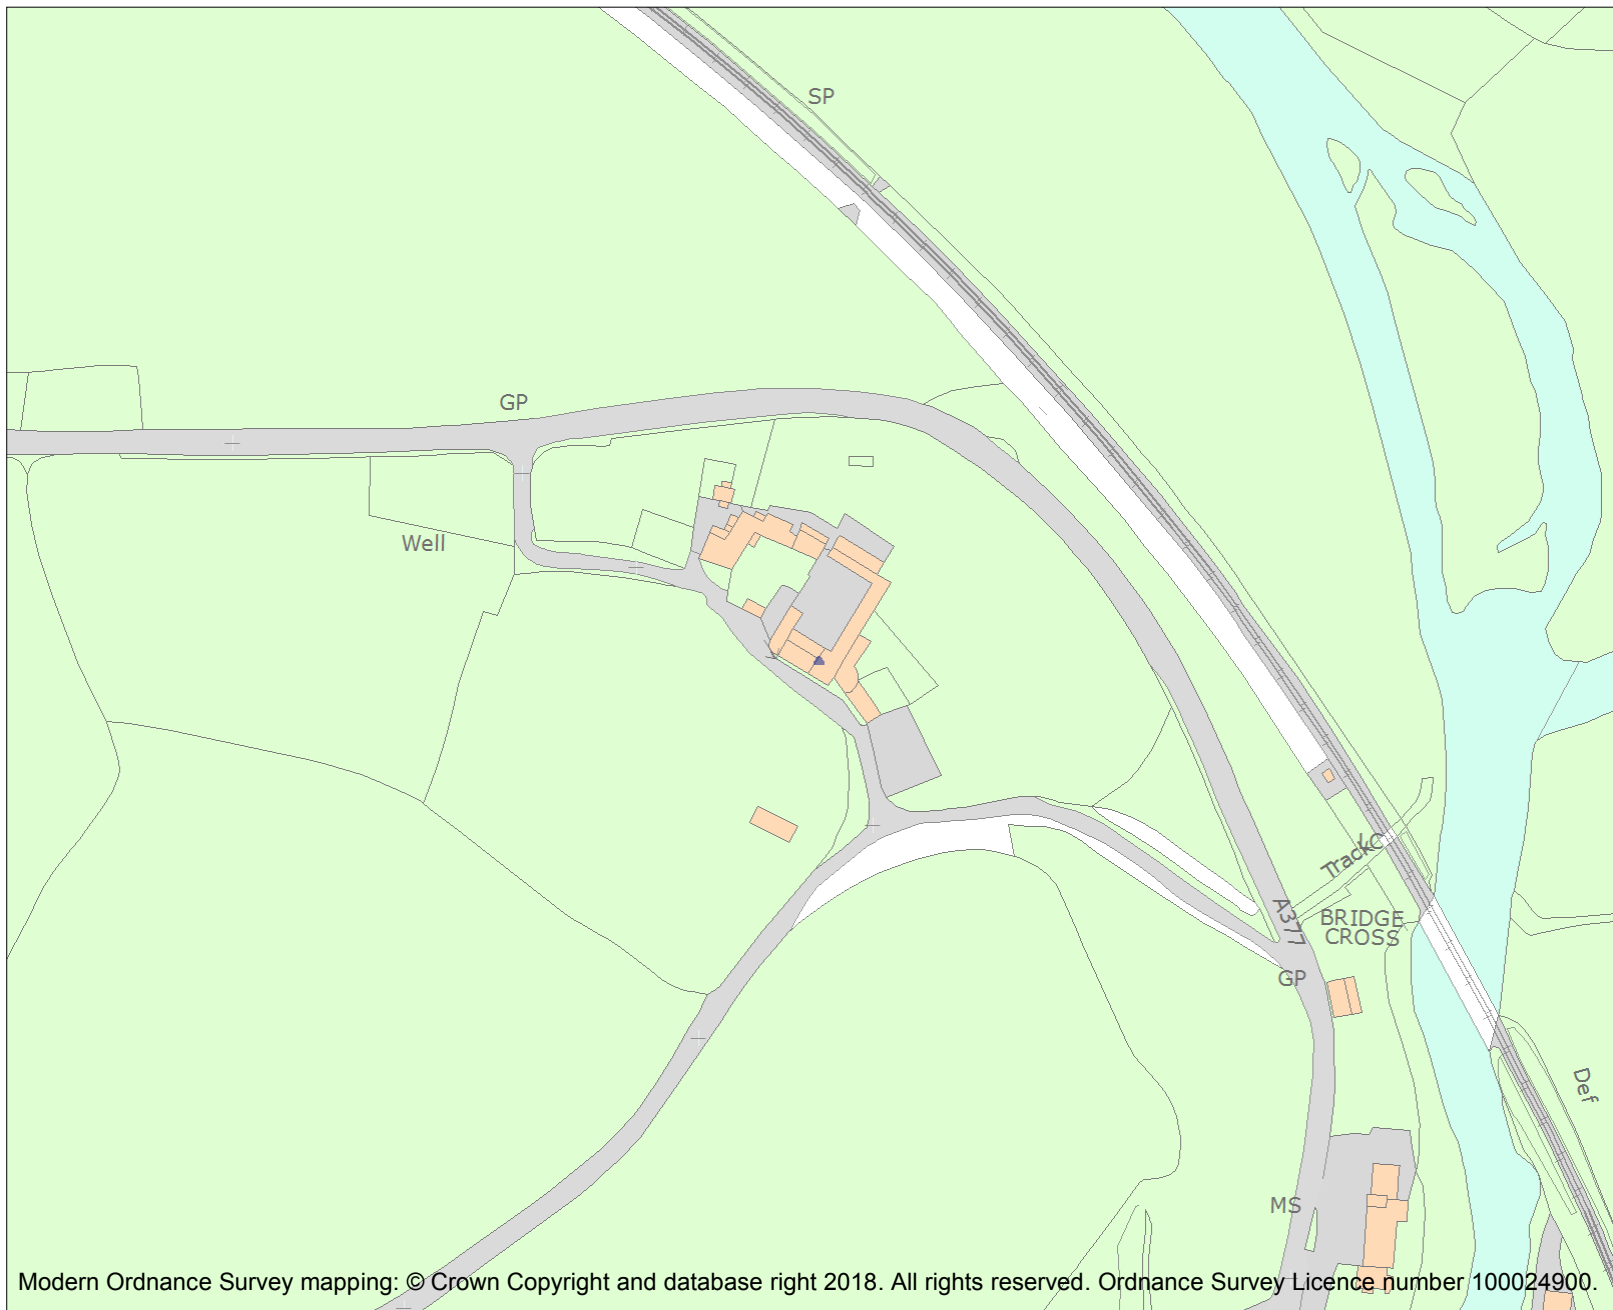 SP
GP
Well
LC
Track
A377
BRIDGE
CROSS
GP
Def
MS
Modern Ordnance Survey mapping: © Crown Copyright and database right 2018. All rights reserved. Ordnance Survey Licence number 100024900.